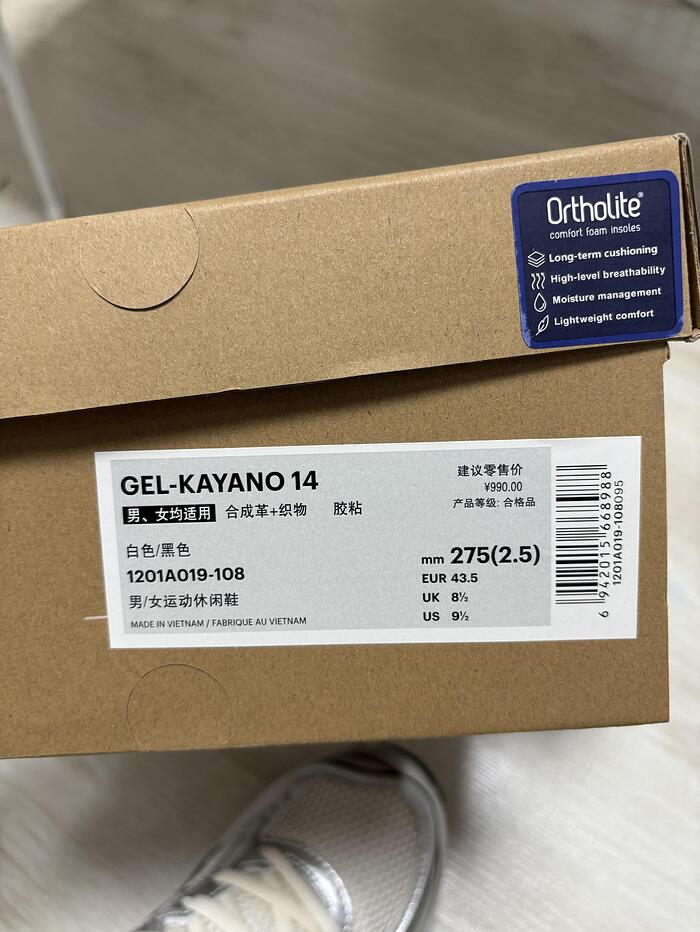 Ortholite®
comfort foam insoles
Long-term cushioning
High-level breathability
Moisture management
Lightweight comfort
GEL-KAYANO 14
建议零售价
¥990.00
男、女均适用 合成革+织物 胶粘
产品等级: 合格品
白色/黑色
1201A019-108
男/女运动休闲鞋
MADE IN VIETNAM / FABRIQUE AU VIETNAM
mm 275(2.5)
EUR 43.5
UK 8½
US 9½
6 942015 668988
1201A019-108095